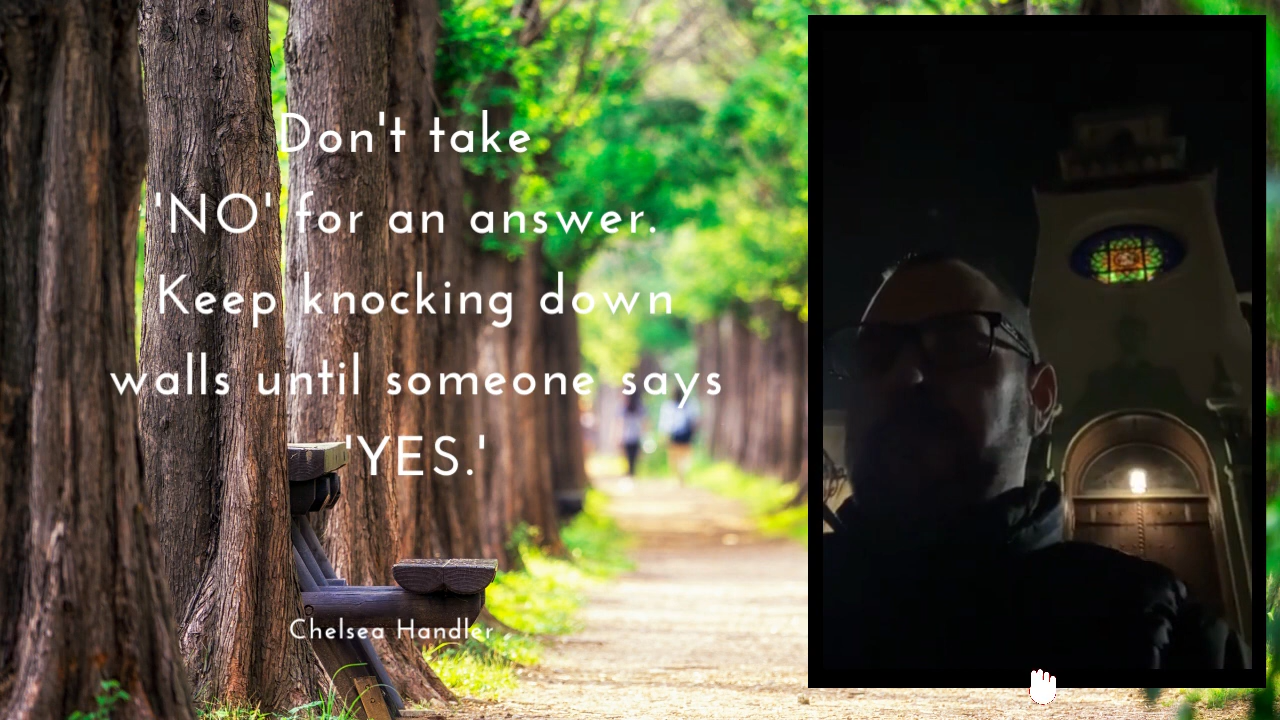 Don't take
'NO' for an answer.
Keep knocking down
walls until someone says
'YES.'
Chelsea Handler